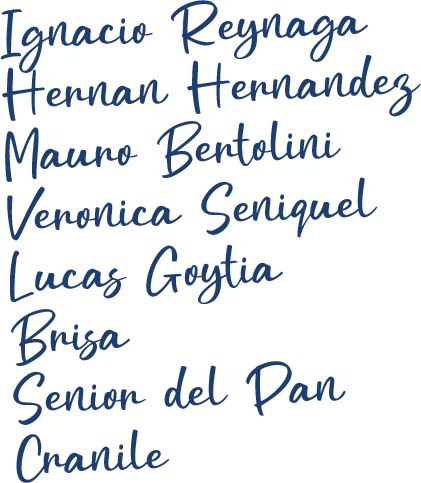 Ignacio Reynaga
Hernan Hernandez
Mauro Bertolini
Veronica Seniquel
Lucas Goytia
Brisa
Senior del Pan
Cranile